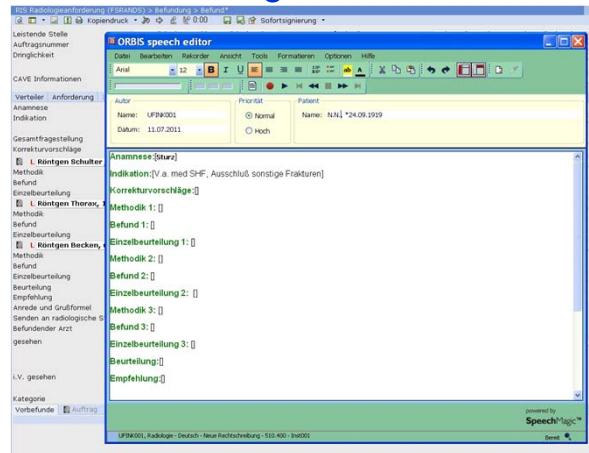 RIS Radiologieanforderung (FSRANDS) > Befundung > Befund*
Kopiendruck
0:00
Sofortsignierung
Leistende Stelle
Auftragsnummer
Dringlichkeit
CAVE Informationen
Verteiler Anforderung
Anamnese
Indikation
Gesamtfragestellung
Korrekturvorschläge
L Röntgen Schulter
Methodik
Befund
Einzelbeurteilung
L Röntgen Thorax, 1
Methodik
Befund
Einzelbeurteilung
L Röntgen Becken,
Methodik
Befund
Einzelbeurteilung
Beurteilung
Empfehlung
Anrede und Grußformel
Senden an radiologische S
Befundender Arzt
gesehen
i.V. gesehen
Kategorie
Vorbefunde Auftrag
ORBIS speech editor
Datei Bearbeiten Rekorder Ansicht Tools Formatieren Optionen Hilfe
Arial 12 B I U
Autor
Name: UFINK001
Datum: 11.07.2011
Priorität
Normal
Hoch
Patient
Name: N.N., *24.09.1919
Anamnese:[Sturz]
Indikation:[V.a. med SHF, Ausschluß sonstige Frakturen]
Korrekturvorschläge:[]
Methodik 1: []
Befund 1: []
Einzelbeurteilung 1: []
Methodik 2: []
Befund 2: []
Einzelbeurteilung 2: []
Methodik 3: []
Befund 3: []
Einzelbeurteilung 3: []
Beurteilung:[]
Empfehlung:[]
powered by
SpeechMagic™
UFINK001, Radiologie - Deutsch - Neue Rechtschreibung - 510.400 - Inst001
Bereit